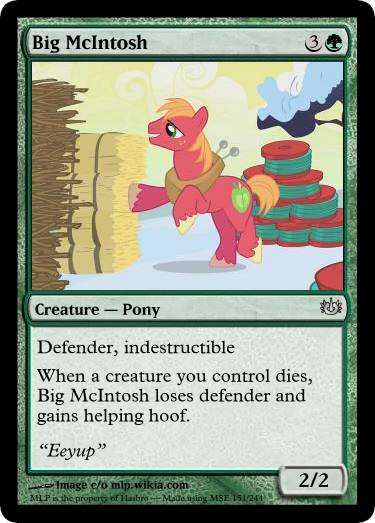 Big McIntosh 3
Creature — Pony
Defender, indestructible
When a creature you control dies,
Big McIntosh loses defender and
gains helping hoof.
“Eeyup”
Image c/o mlp.wikia.com
MLP is the property of Hasbro — Made using MSE 151/244
2/2